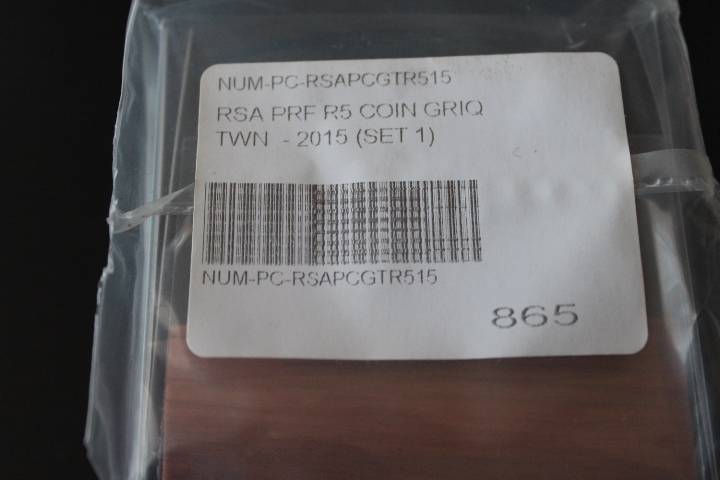 NUM-PC-RSAPCGTR515
RSA PRF R5 COIN GRIQ
TWN - 2015 (SET 1)
NUM-PC-RSAPCGTR515
865